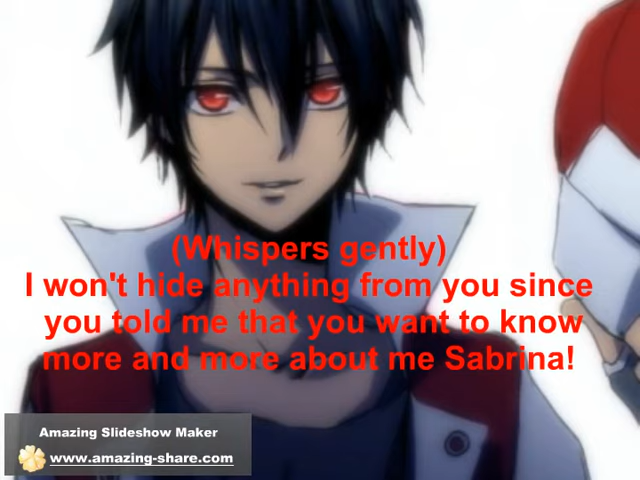 (Whispers gently)
I won't hide anything from you since
you told me that you want to know
more and more about me Sabrina!
Amazing Slideshow Maker
www.amazing-share.com